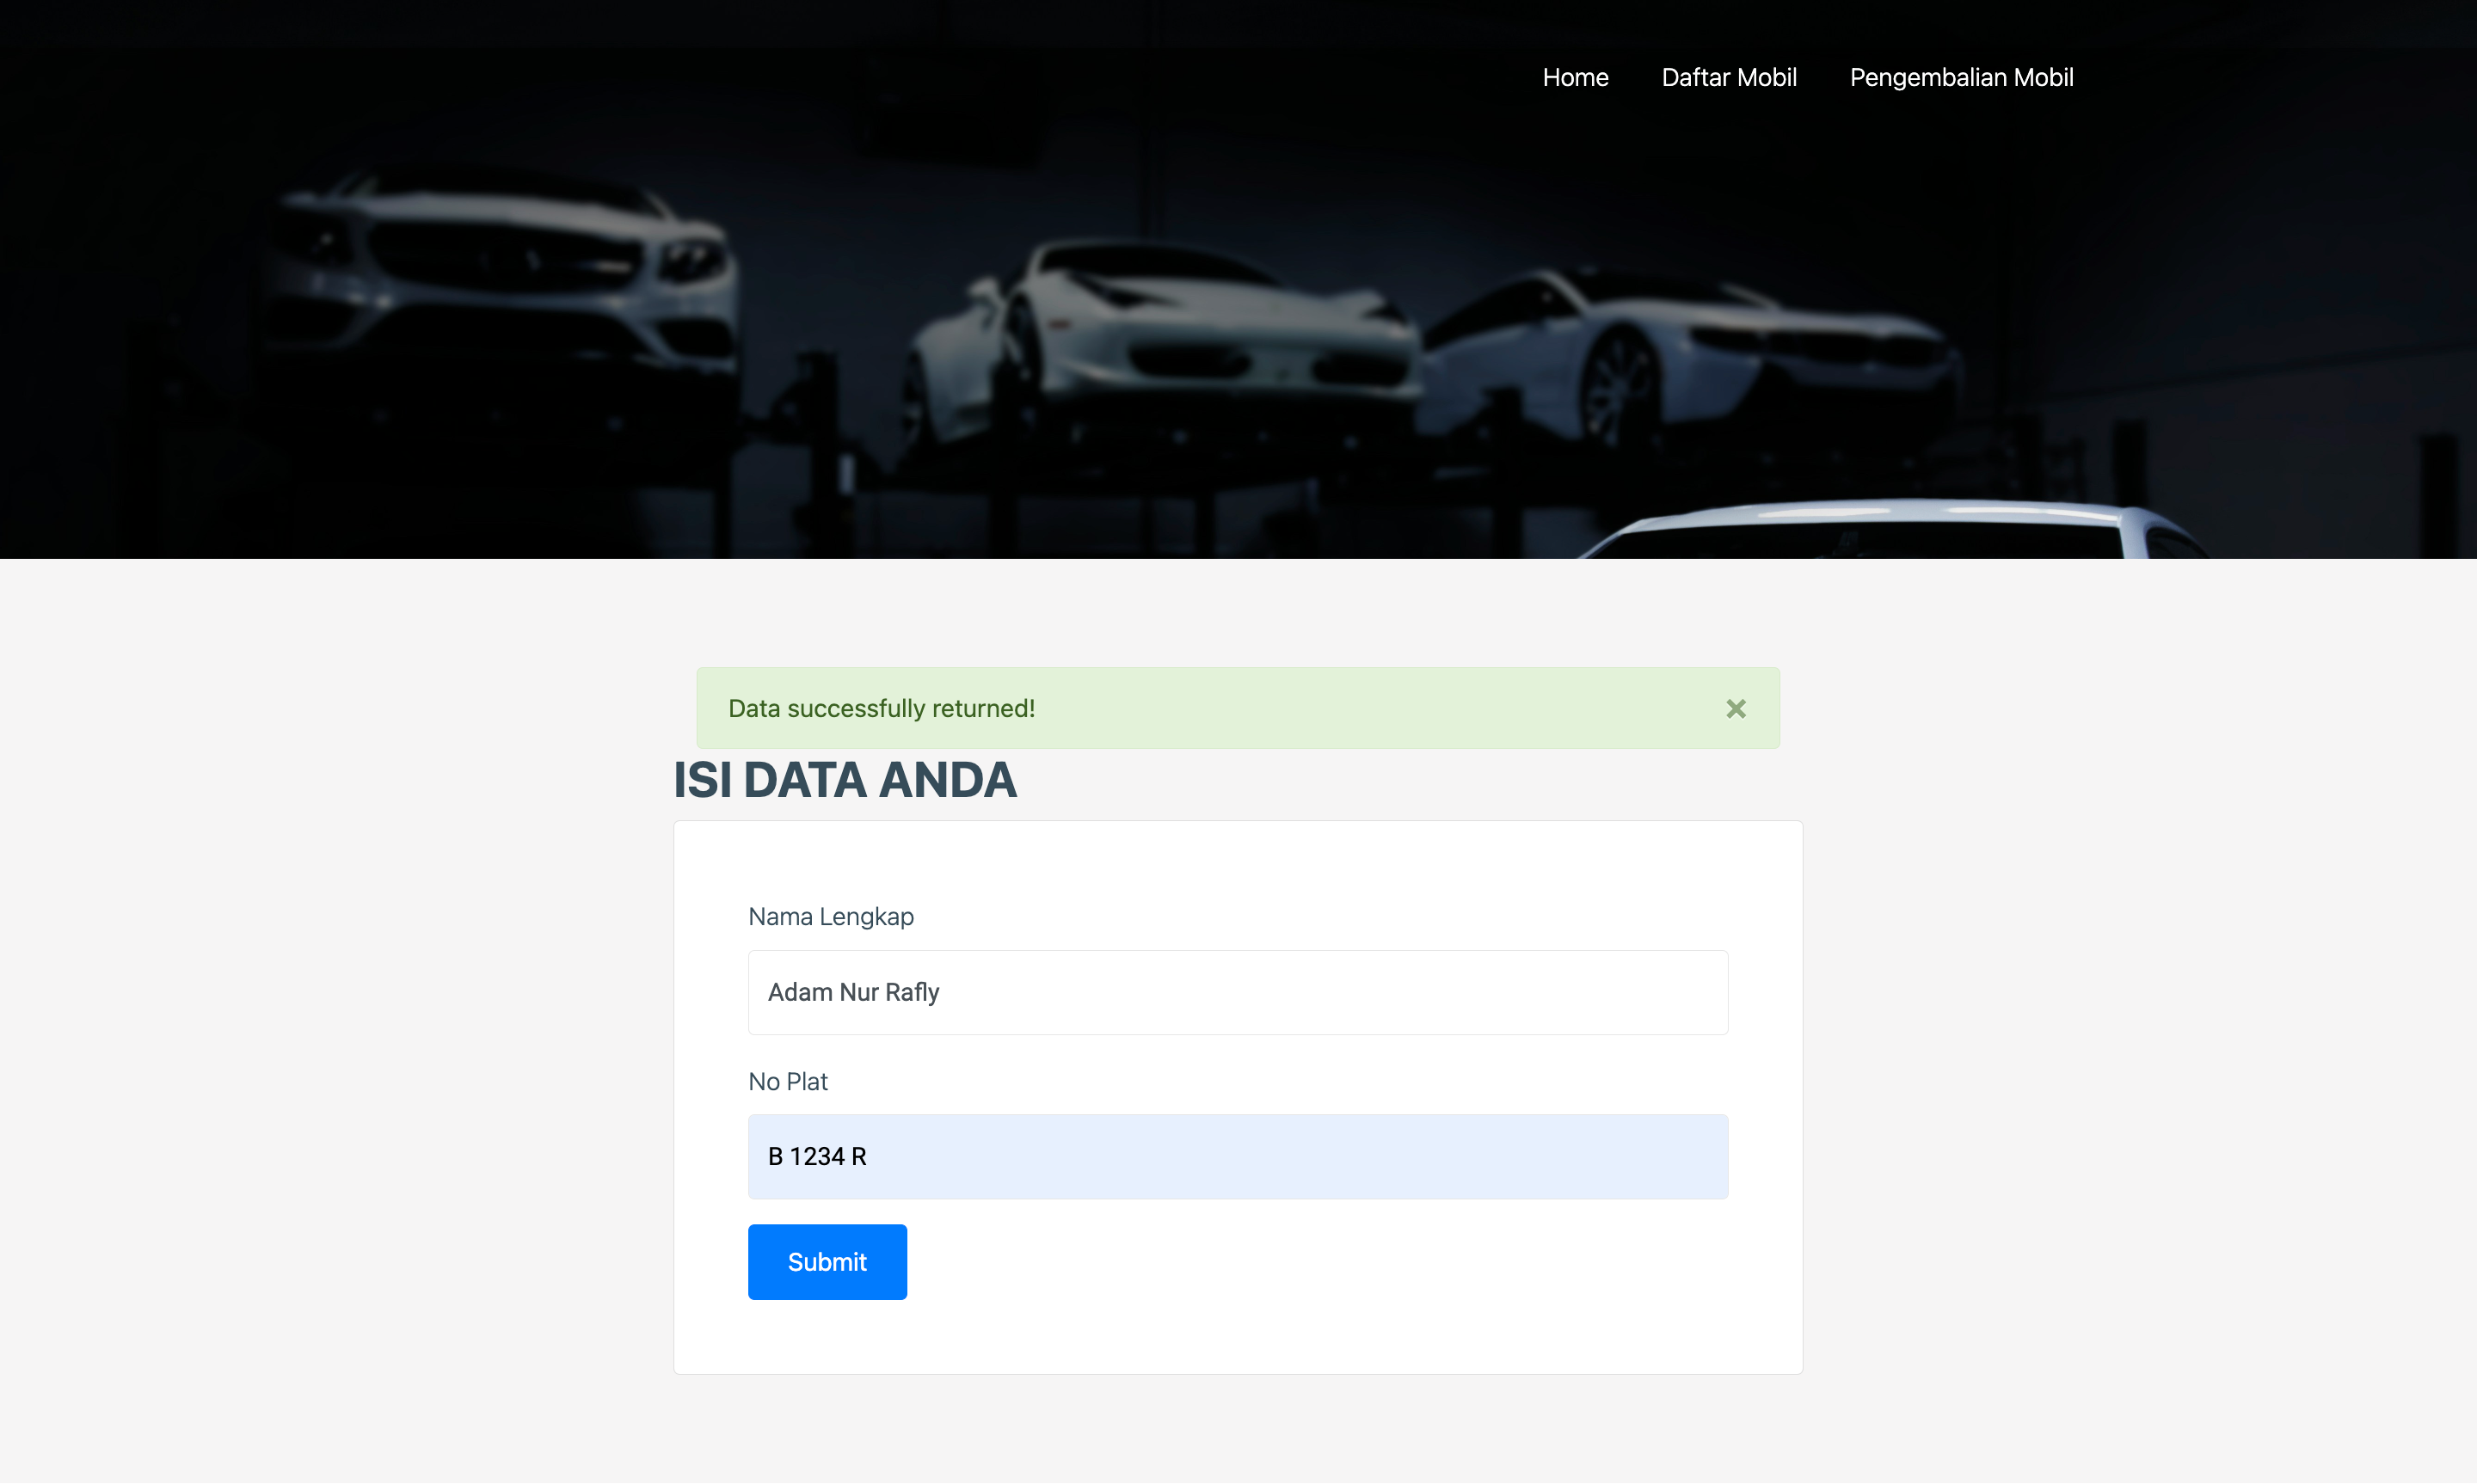 Home Daftar Mobil Pengembalian Mobil
Data successfully returned! ×
ISI DATA ANDA
Nama Lengkap
Adam Nur Rafly
No Plat
B 1234 R
Submit